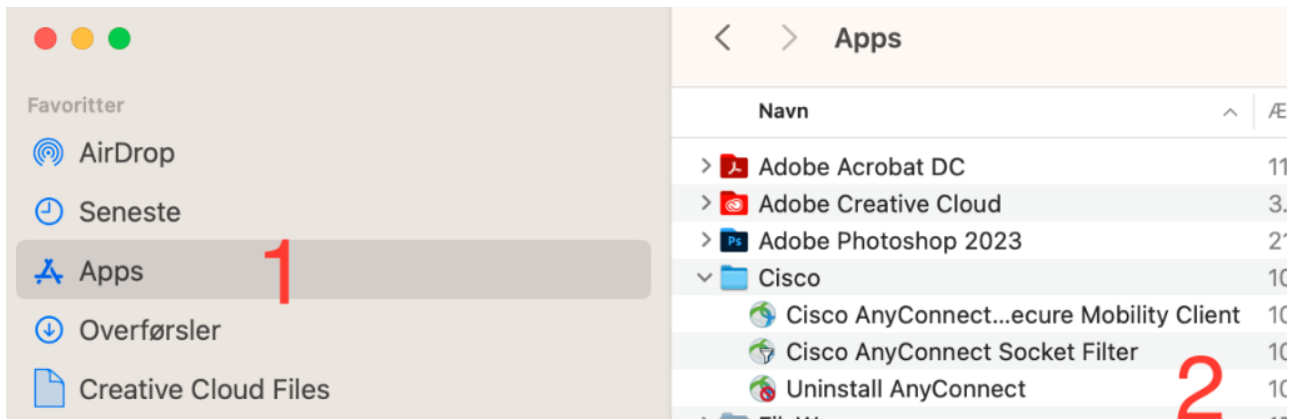 Favoritter
AirDrop
Seneste
Apps
1
Overførsler
Creative Cloud Files
Apps
Navn
Adobe Acrobat DC
Adobe Creative Cloud
3.
Adobe Photoshop 2023
Cisco
Cisco AnyConnect...ecure Mobility Client
Cisco AnyConnect Socket Filter
Uninstall AnyConnect
2